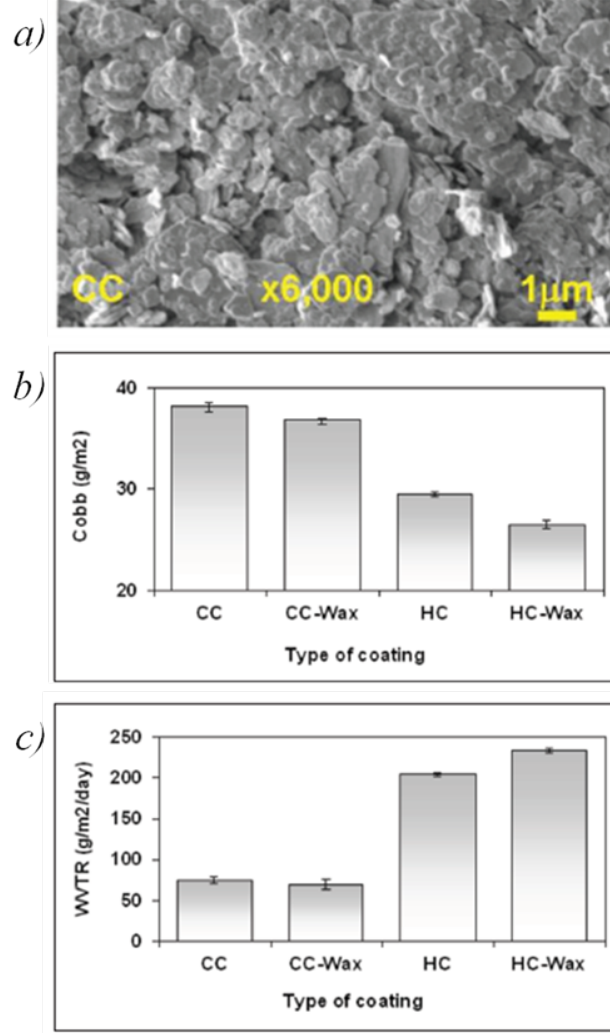 a)
CC x6,000 1µm
b)
40
30
20
Cobb (g/m2)
CC CC-Wax HC HC-Wax
Type of coating
c)
250
200
150
100
50
0
WVTR (g/m2/day)
CC CC-Wax HC HC-Wax
Type of coating